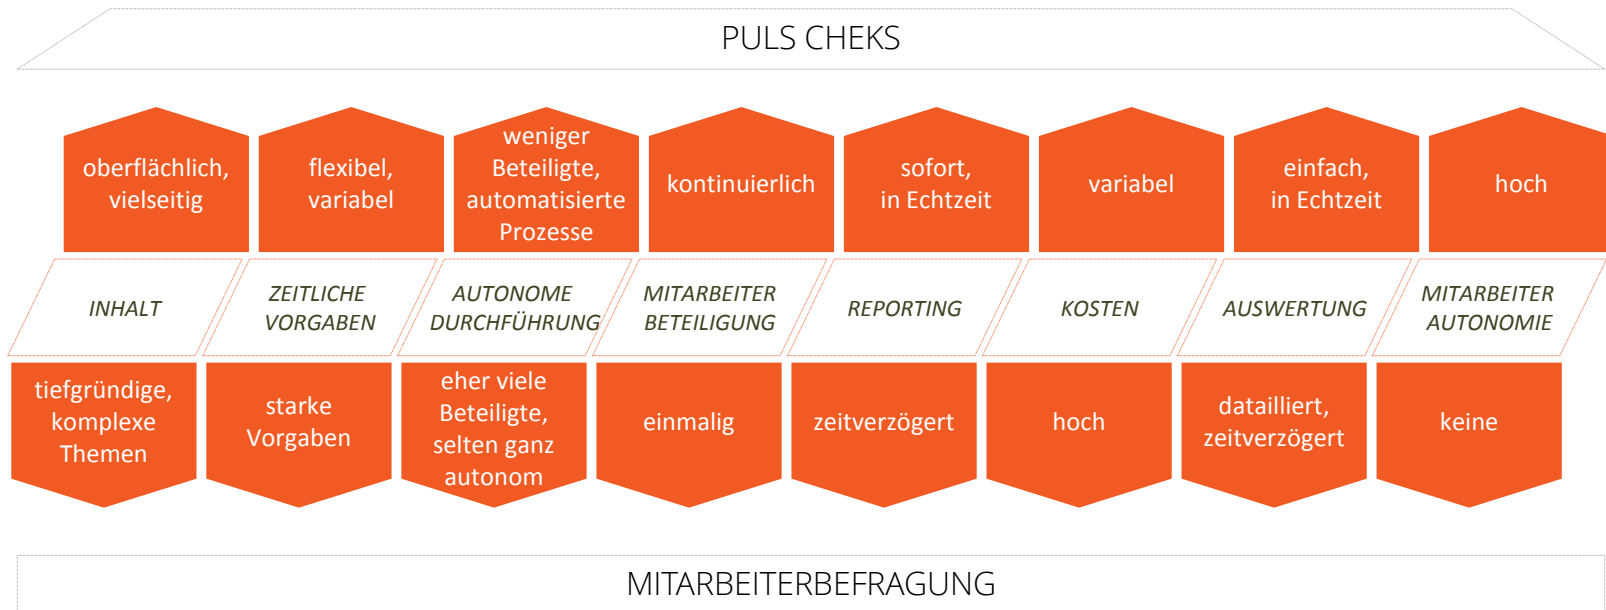 PULS CHEKS
oberflächlich,
vielseitig
flexibel,
variabel
weniger
Beteiligte,
automatisierte
Prozesse
kontinuierlich
sofort,
in Echtzeit
variabel
einfach,
in Echtzeit
hoch
INHALT
ZEITLICHE
VORGABEN
AUTONOME
DURCHFÜHRUNG
MITARBEITER
BETEILIGUNG
REPORTING
KOSTEN
AUSWERTUNG
MITARBEITER
AUTONOMIE
tiefgründige,
komplexe
Themen
starke
Vorgaben
eher viele
Beteiligte,
selten ganz
autonom
einmalig
zeitverzögert
hoch
datailliert,
zeitverzögert
keine
MITARBEITERBEFRAGUNG